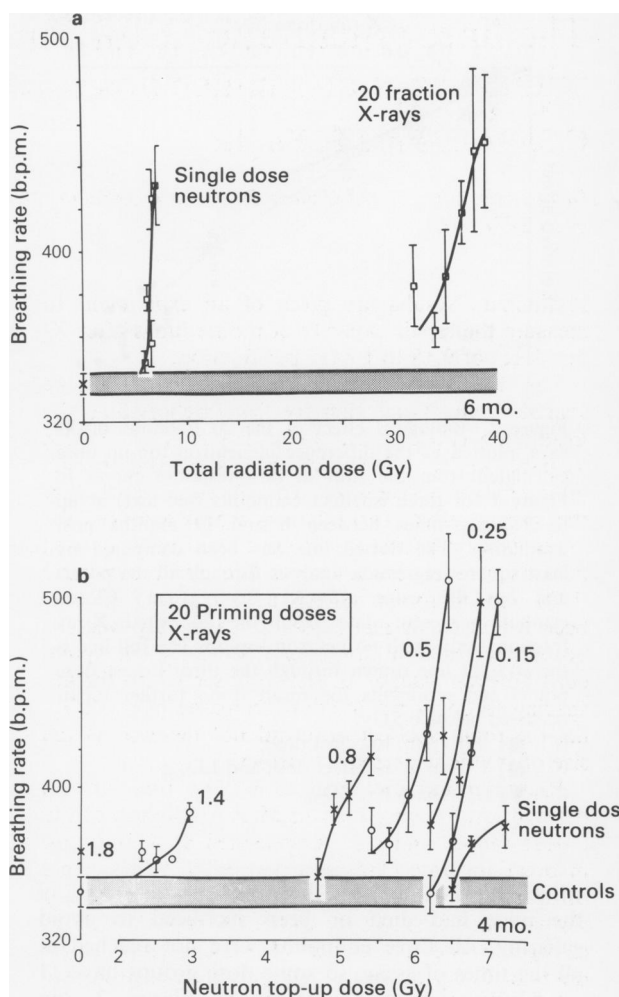 a
500
400
320
Breathing rate (b.p.m.)
Single dose
neutrons
20 fraction
X-rays
6 mo.
0
10
20
30
40
Total radiation dose (Gy)
b
500
400
320
Breathing rate (b.p.m.)
20 Priming doses
X-rays
1.8
1.4
0.8
0.5
0.25
0.15
Single dos
neutrons
Controls
4 mo.
0
2
3
4
5
6
7
Neutron top-up dose (Gy)